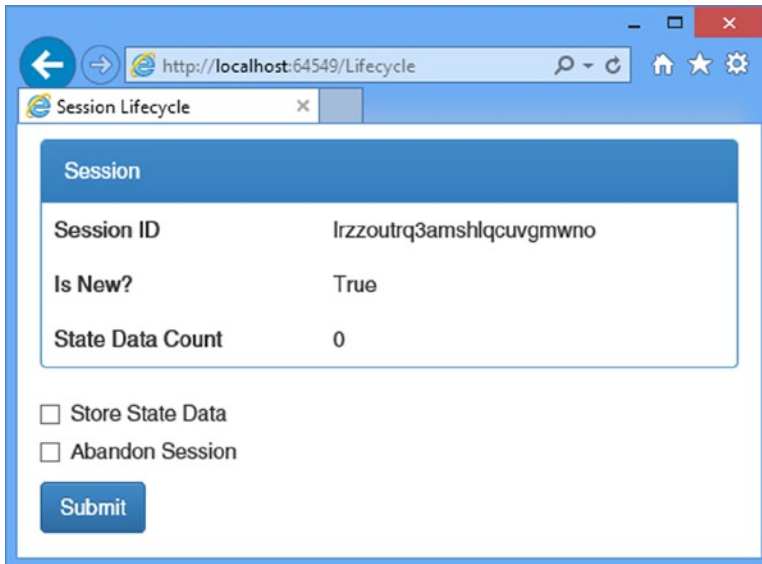 http://localhost:64549/Lifecycle
Session Lifecycle
Session
Session ID lrzzoutrq3amshlqcuvgmwno
Is New? True
State Data Count 0
Store State Data
Abandon Session
Submit